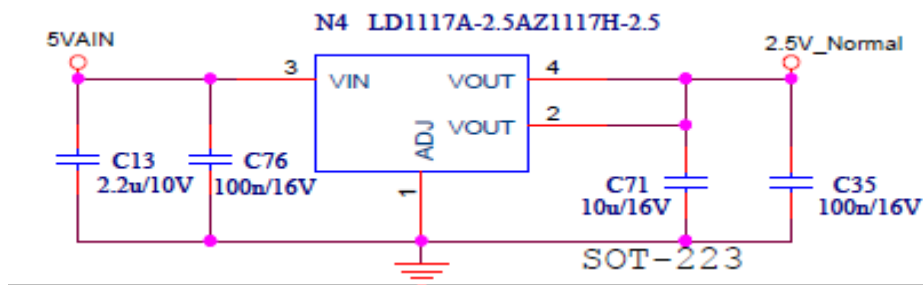 N4 LD1117A-2.5AZ1117H-2.5
5VAIN
2.5V_Normal
3
VIN
VOUT
4
VOUT
2
ADJ
1
C13
2.2u/10V
C76
100n/16V
C71
10u/16V
C35
100n/16V
SOT-223